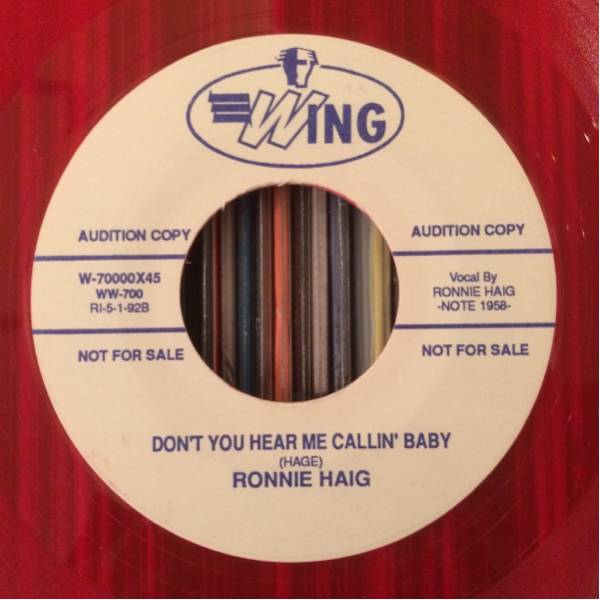 WING
AUDITION COPY
AUDITION COPY
W-70000X45
WW-700
RI-5-1-92B
Vocal By
RONNIE HAIG
-NOTE 1958-
NOT FOR SALE
NOT FOR SALE
DON'T YOU HEAR ME CALLIN' BABY
(HAGE)
RONNIE HAIG